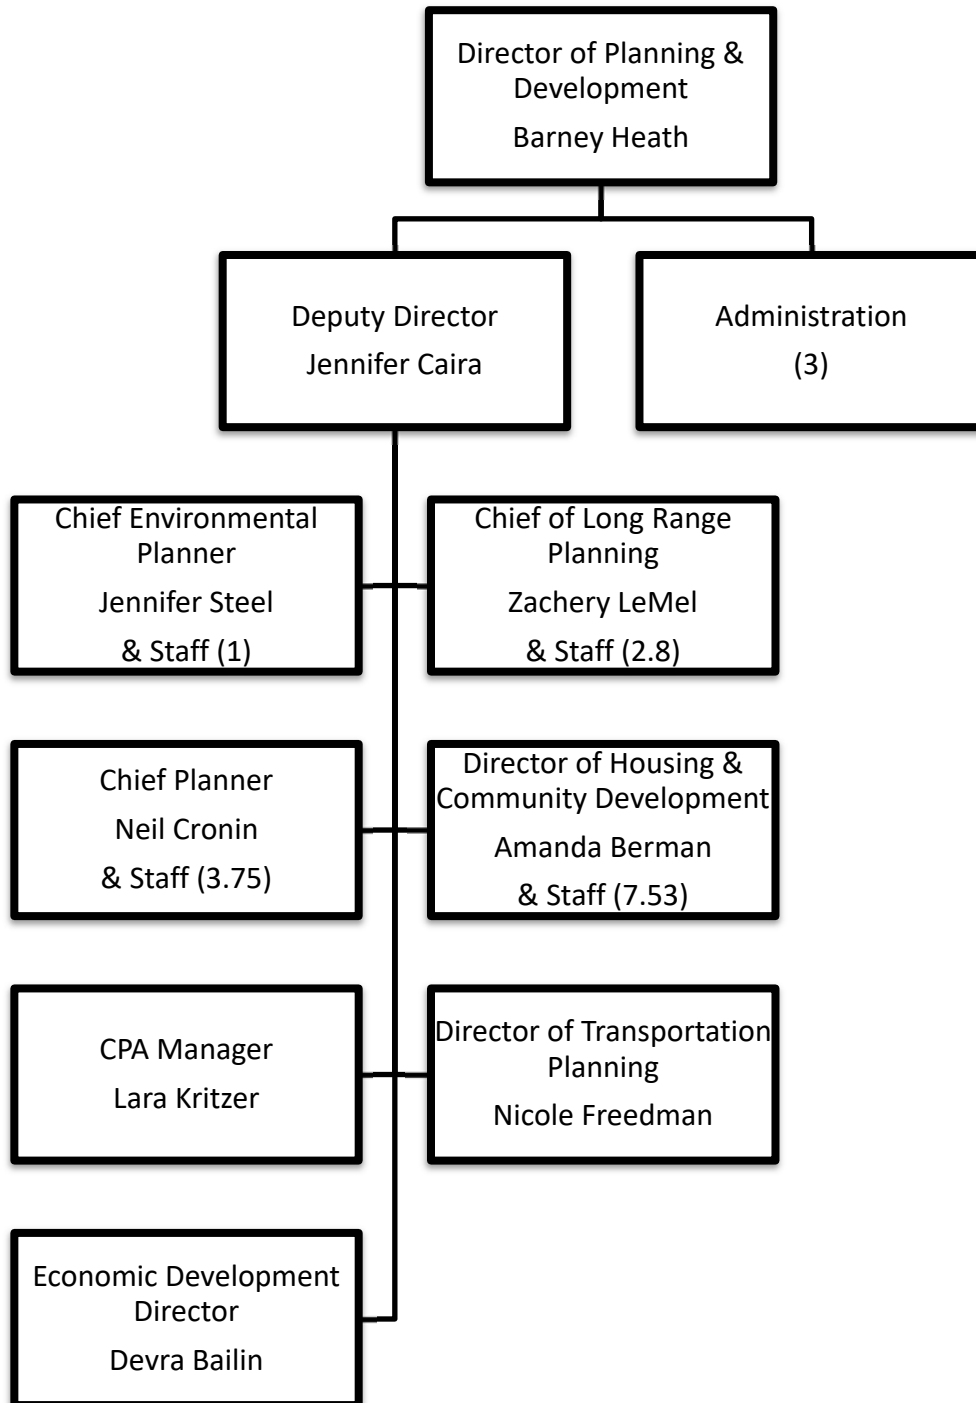 Director of Planning &
Development
Barney Heath
Deputy Director
Jennifer Caira
Administration
(3)
Chief Environmental
Planner
Jennifer Steel
& Staff (1)
Chief of Long Range
Planning
Zachery LeMel
& Staff (2.8)
Chief Planner
Neil Cronin
& Staff (3.75)
Director of Housing &
Community Development
Amanda Berman
& Staff (7.53)
CPA Manager
Lara Kritzer
Director of Transportation
Planning
Nicole Freedman
Economic Development
Director
Devra Bailin